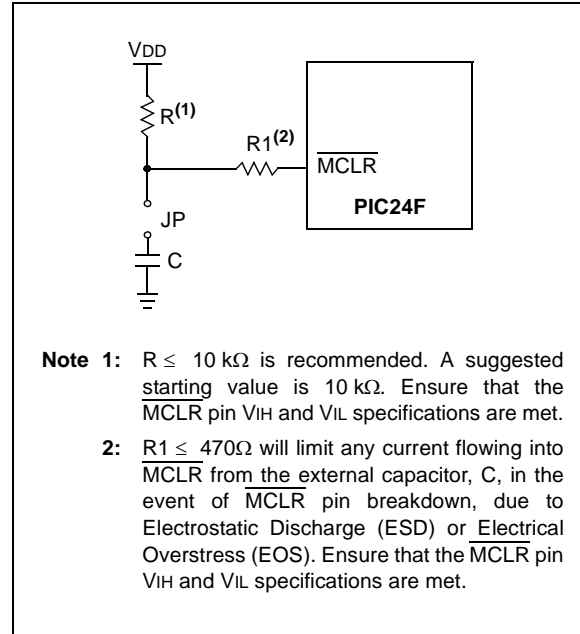 VDD
R(1)
R1(2)
MCLR
PIC24F
JP
C
Note 1: R ≤ 10 kΩ is recommended. A suggested
starting value is 10 kΩ. Ensure that the
MCLR pin VIH and VIL specifications are met.
2: R1 ≤ 470Ω will limit any current flowing into
MCLR from the external capacitor, C, in the
event of MCLR pin breakdown, due to
Electrostatic Discharge (ESD) or Electrical
Overstress (EOS). Ensure that the MCLR pin
VIH and VIL specifications are met.